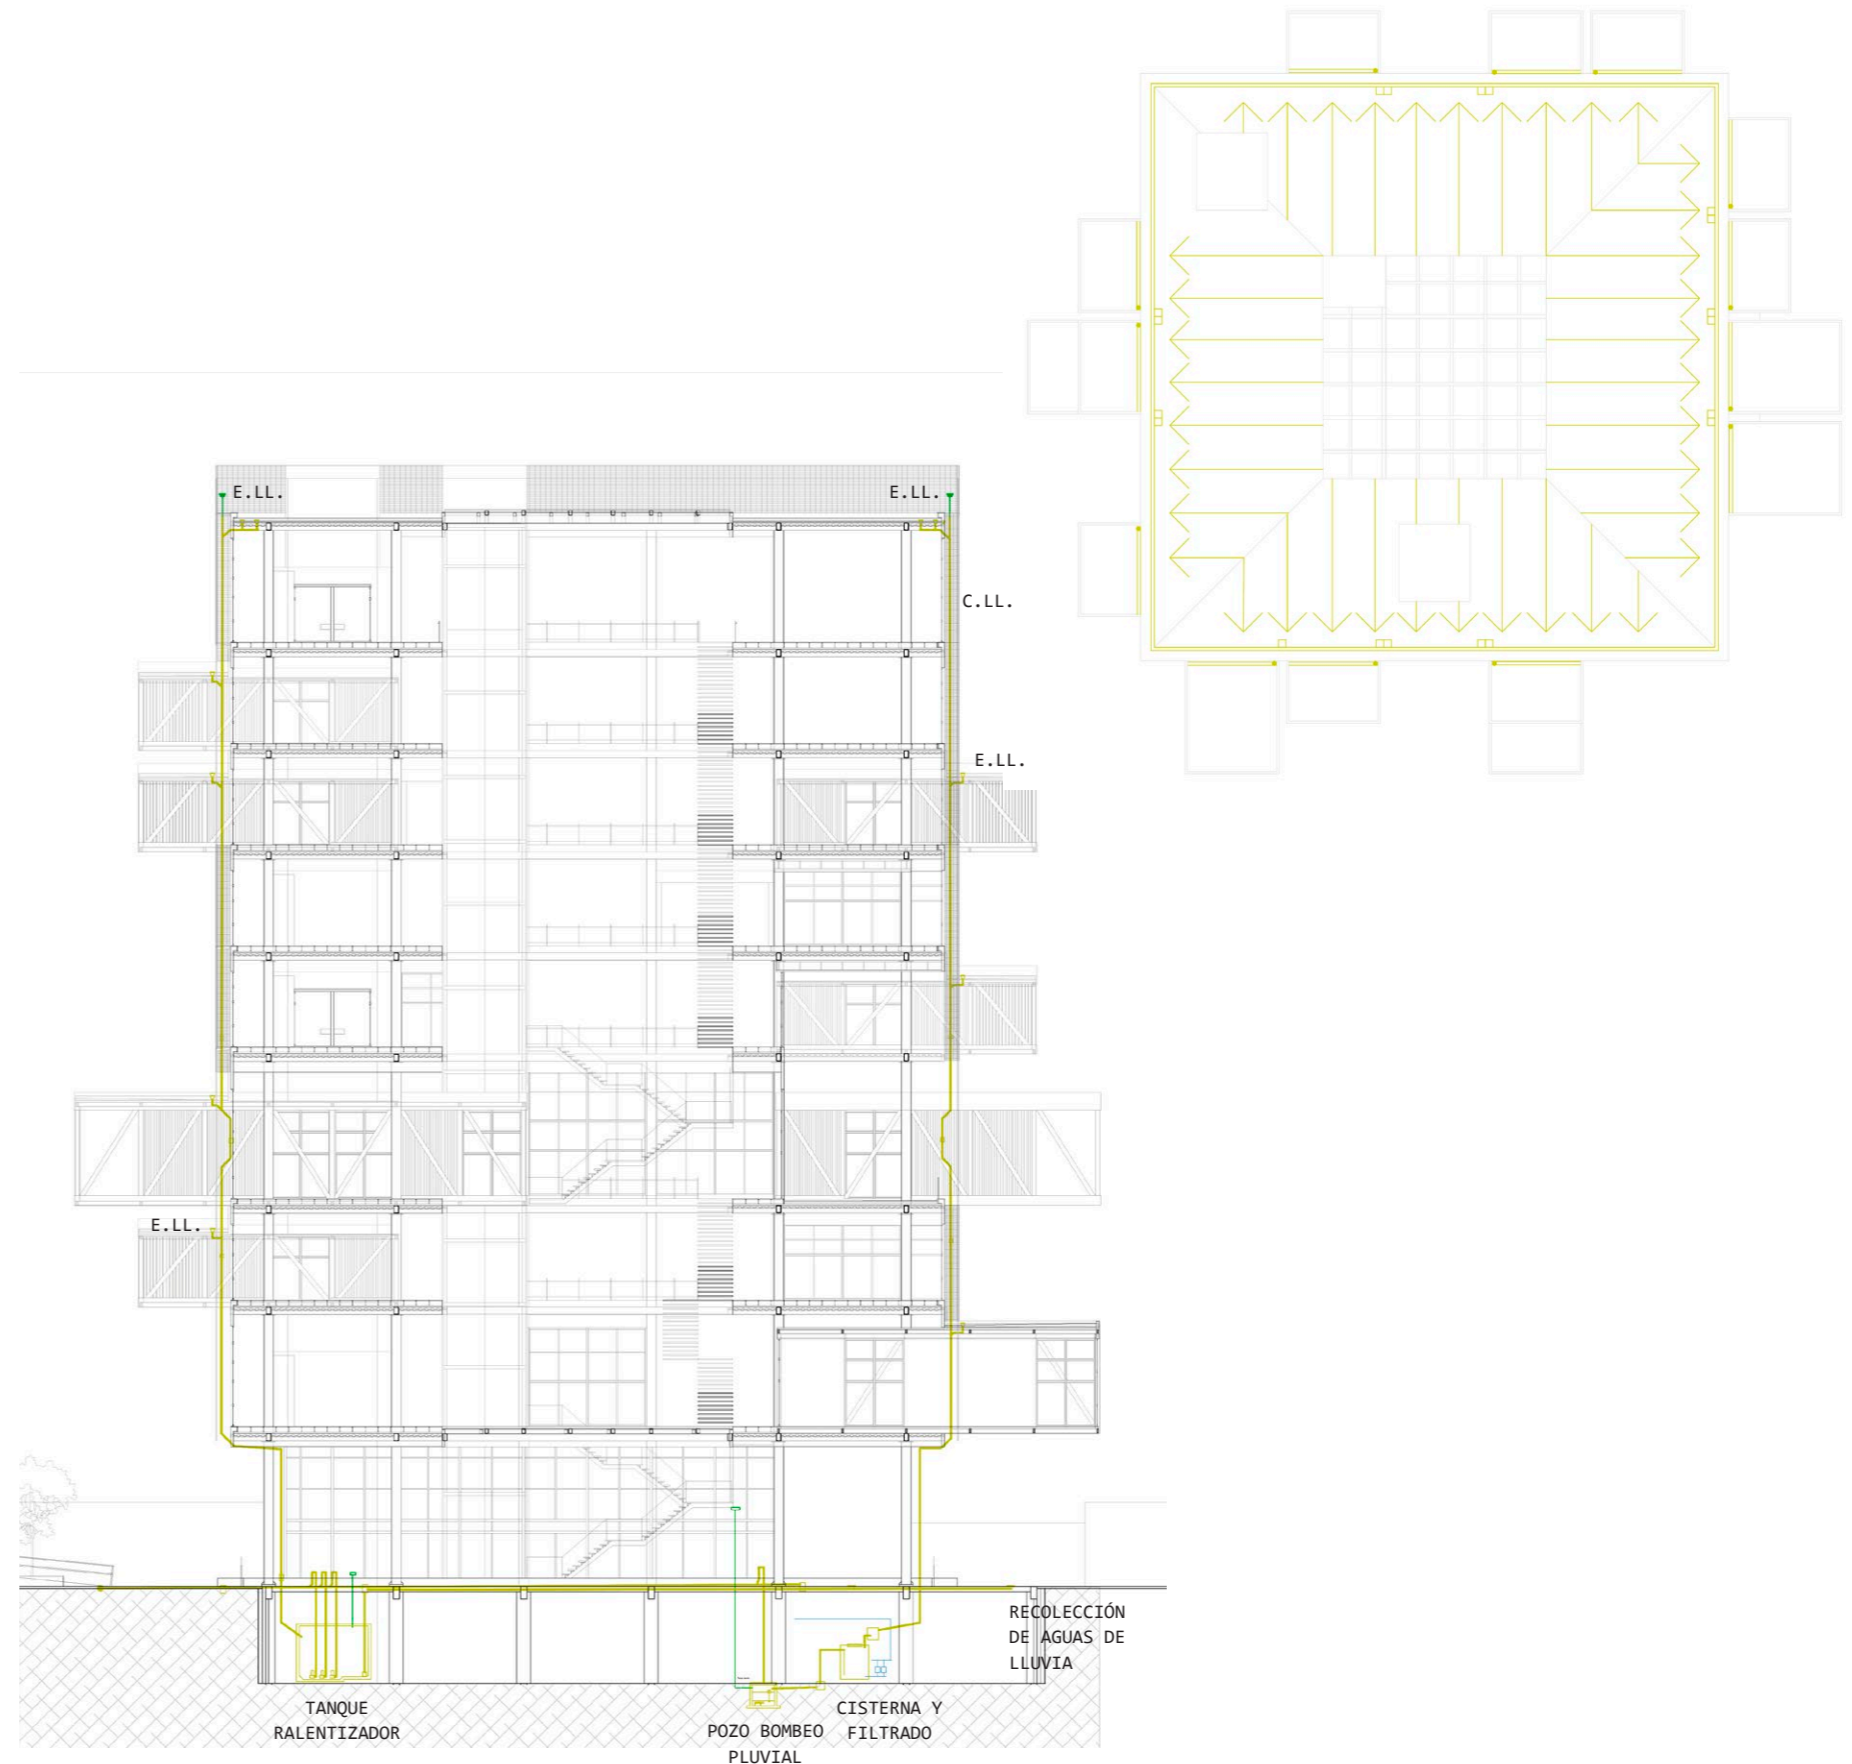 E.LL.
E.LL.
C.LL.
E.LL.
E.LL.
RECOLECCIÓN
DE AGUAS DE
LLUVIA
TANQUE
RALENTIZADOR
POZO BOMBEO
PLUVIAL
CISTERNA Y
FILTRADO